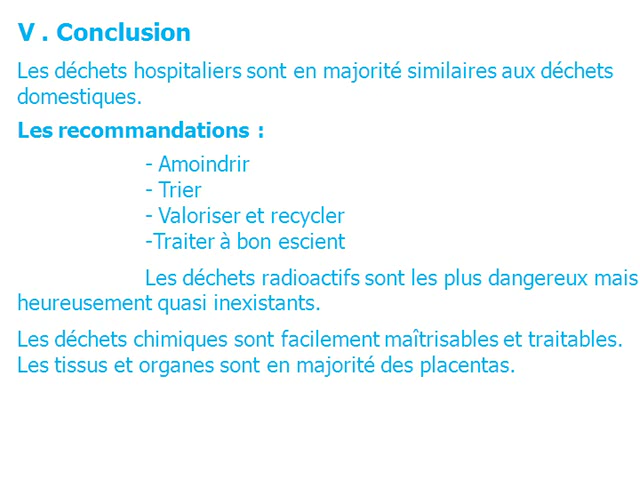 V . Conclusion
Les déchets hospitaliers sont en majorité similaires aux déchets
domestiques.
Les recommandations :
- Amoindrir
- Trier
- Valoriser et recycler
-Traiter à bon escient
Les déchets radioactifs sont les plus dangereux mais
heureusement quasi inexistants.
Les déchets chimiques sont facilement maîtrisables et traitables.
Les tissus et organes sont en majorité des placentas.